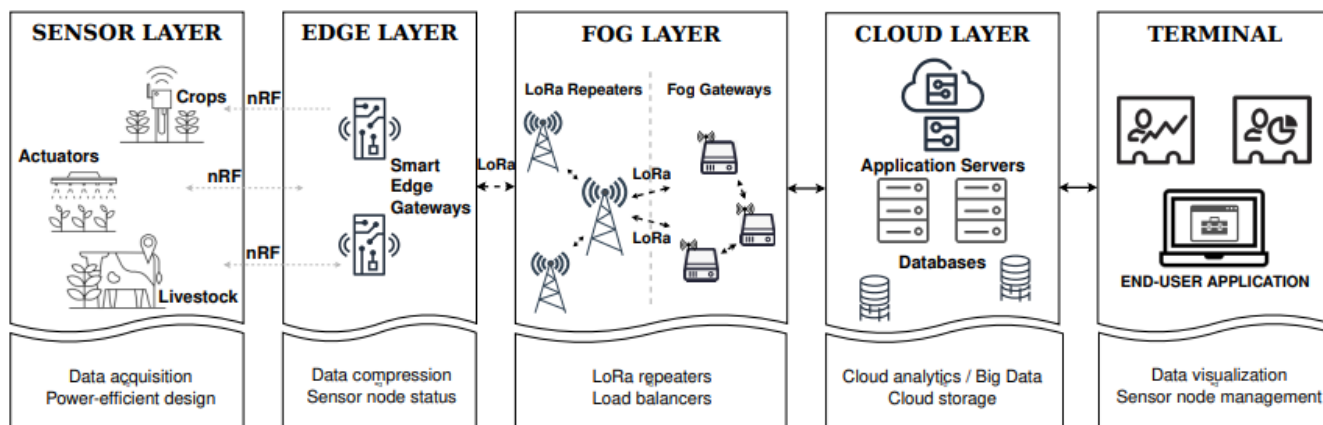 SENSOR LAYER
Crops
nRF
Actuators
nRF
nRF
Livestock
Data acquisition
Power-efficient design
EDGE LAYER
Smart
Edge
Gateways
Data compression
Sensor node status
LoRa
FOG LAYER
LoRa Repeaters
Fog Gateways
LoRa
LoRa
LoRa repeaters
Load balancers
CLOUD LAYER
Application Servers
Databases
Cloud analytics / Big Data
Cloud storage
TERMINAL
END-USER APPLICATION
Data visualization
Sensor node management